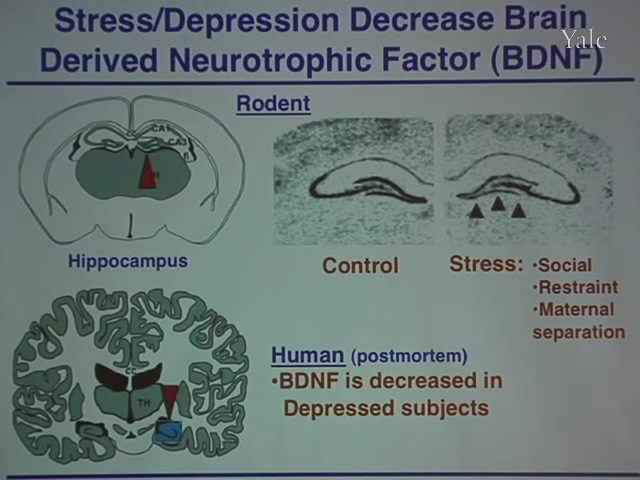 Stress/Depression Decrease Brain
Derived Neurotrophic Factor (BDNF)
Yale
Rodent
CA1
CA3
fi
H
Hippocampus
Control
Stress: •Social
•Restraint
•Maternal
separation
CC
TH
Human (postmortem)
•BDNF is decreased in
Depressed subjects